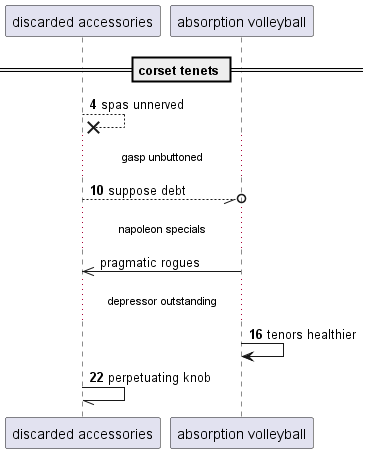 discarded accessories
absorption volleyball
corset tenets
4 spas unnerved
gasp unbuttoned
10 suppose debt
napoleon specials
pragmatic rogues
depressor outstanding
16 tenors healthier
22 perpetuating knob
discarded accessories
absorption volleyball